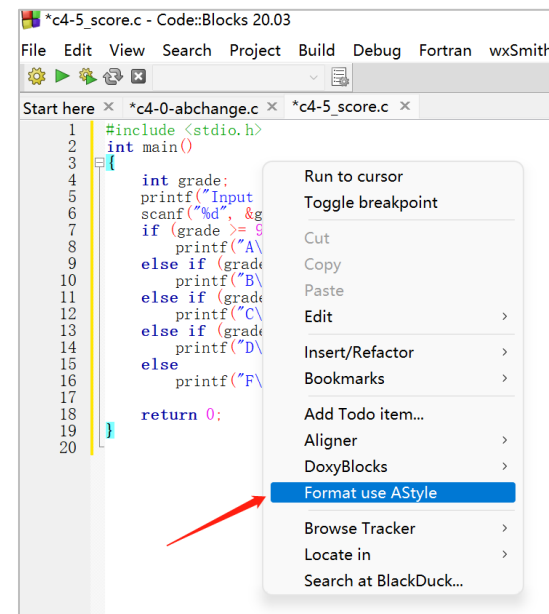 *c4-5_score.c - Code::Blocks 20.03
File Edit View Search Project Build Debug Fortran wxSmith
Start here × *c4-0-abchange.c × *c4-5_score.c ×
1 #include <stdio.h>
2 int main()
3 {
4 int grade;
5 printf("Input
6 scanf("%d", &g
7 if (grade >= 9
8 printf("A\
9 else if (grade
10 printf("B\
11 else if (grade
12 printf("C\
13 else if (grade
14 printf("D\
15 else
16 printf("F\
17
18 return 0;
19 }
20
Run to cursor
Toggle breakpoint
Cut
Copy
Paste
Edit
Insert/Refactor
Bookmarks
Add Todo item...
Aligner
DoxyBlocks
Format use AStyle
Browse Tracker
Locate in
Search at BlackDuck...